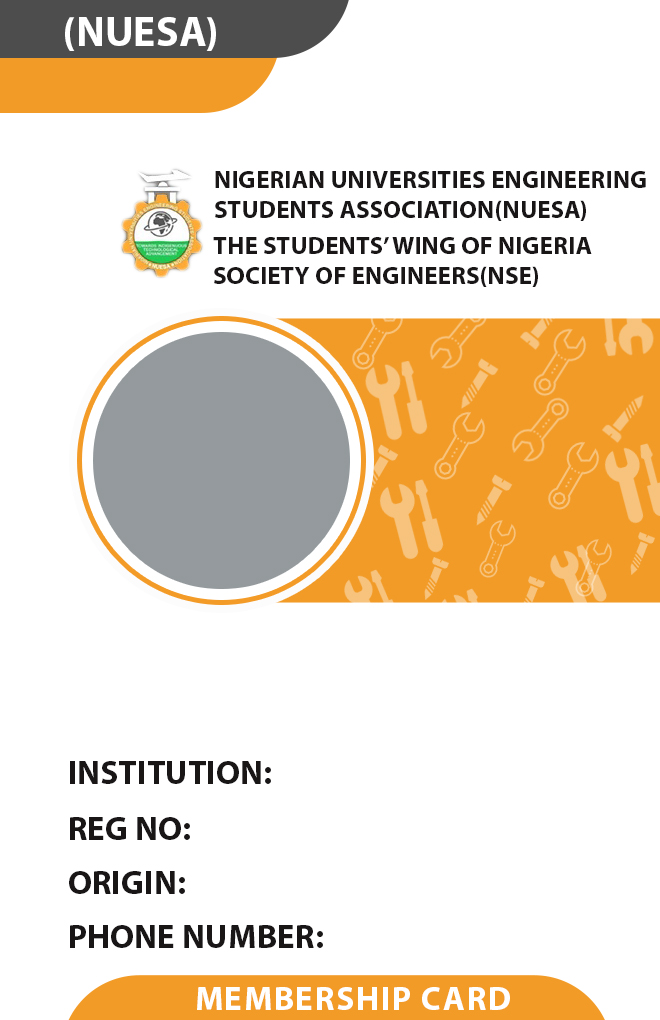 (NUESA)
NIGERIAN UNIVERSITIES ENGINEERING
STUDENTS ASSOCIATION(NUESA)
THE STUDENTS' WING OF NIGERIA
SOCIETY OF ENGINEERS(NSE)
TOWARDS INDIGENOUS
TECHNOLOGICAL
ADVANCEMENT
INSTITUTION:
REG NO:
ORIGIN:
PHONE NUMBER:
MEMBERSHIP CARD